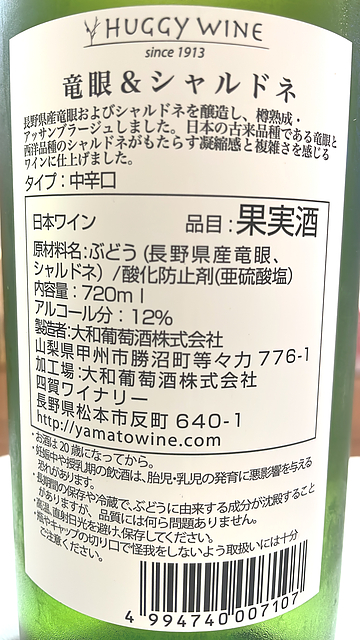 HUGGY WINE
since 1913
竜眼&シャルドネ
長野県産竜眼およびシャルドネを醸造し、樽熟成・
アッサンブラージュしました。日本の古来品種である竜眼と
西洋品種のシャルドネがもたらす凝縮感と複雑さを感じる
ワインに仕上げました。
タイプ：中辛口
日本ワイン 品目：果実酒
原材料名：ぶどう（長野県産竜眼、
シャルドネ）/酸化防止剤(亜硫酸塩)
内容量：720ml
アルコール分：12%
製造者:大和葡萄酒株式会社
山梨県甲州市勝沼町等々力 776-1
加工場:大和葡萄酒株式会社
四賀ワイナリー
長野県松本市反町 640-1
http://yamatowine.com
・お酒は20歳になってから。
・妊娠中や授乳期の飲酒は、胎児・乳児の発育に悪影響を与える
恐れがあります。
・長期間の保存や冷蔵で、ぶどうに由来する成分が沈殿すること
がありますが、品質には何ら問題ありません。
・高温、直射日光を避け、保存してください。
・瓶やキャップの切り口で怪我をしないよう取扱いには十分
ご注意ください。
4 994740 007107